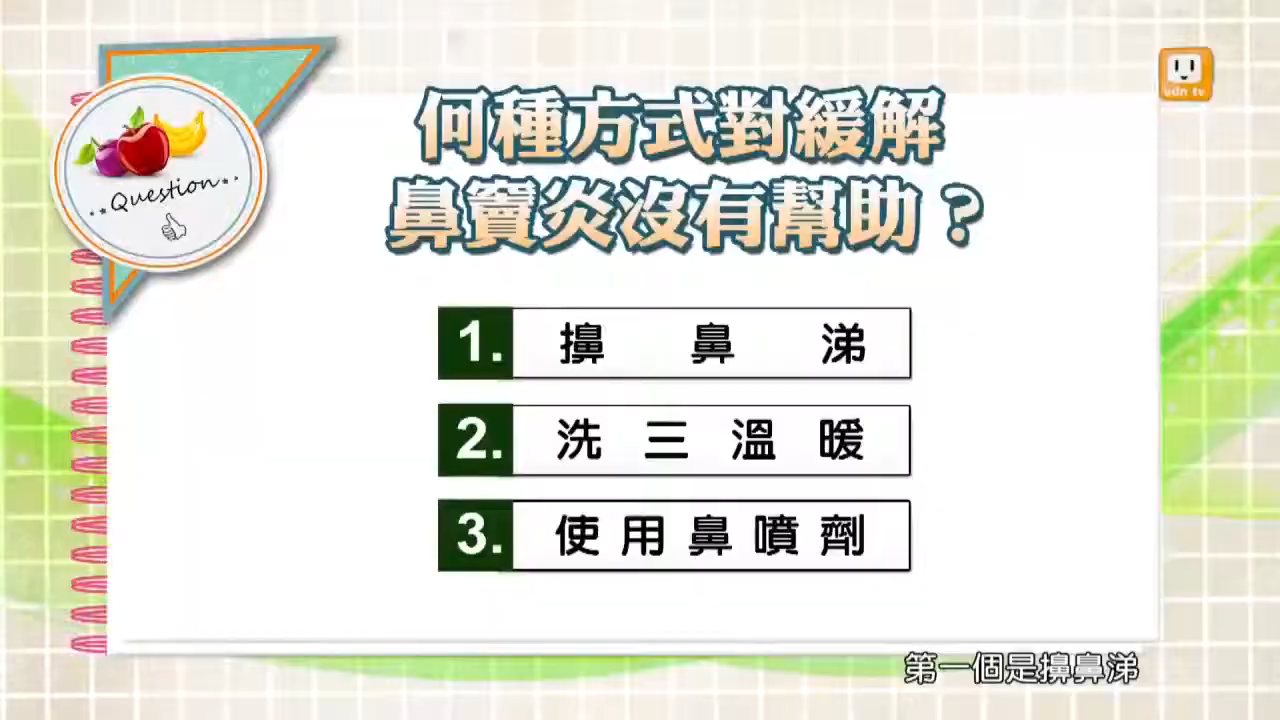 udn tv
Question
何種方式對緩解
鼻竇炎沒有幫助？
1. 擤鼻涕
2. 洗三溫暖
3. 使用鼻噴劑
第一個是擤鼻涕